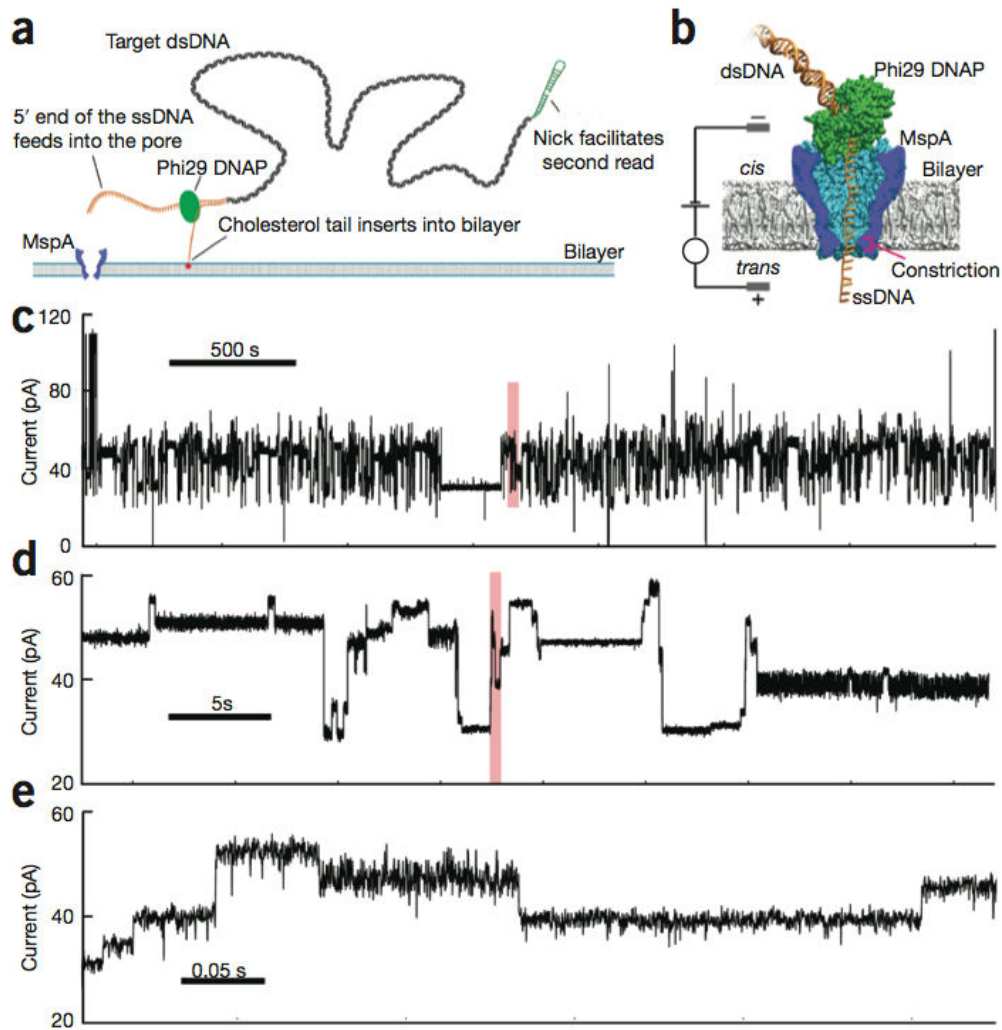 a
Target dsDNA
5′ end of the ssDNA
feeds into the pore
Phi29 DNAP
Nick facilitates
second read
Cholesterol tail inserts into bilayer
MspA
Bilayer
b
dsDNA
Phi29 DNAP
−
MspA
cis
Bilayer
trans
Constriction
+
ssDNA
c
120
80
40
0
Current (pA)
500 s
d
60
40
20
Current (pA)
5s
e
60
40
20
Current (pA)
0.05 s